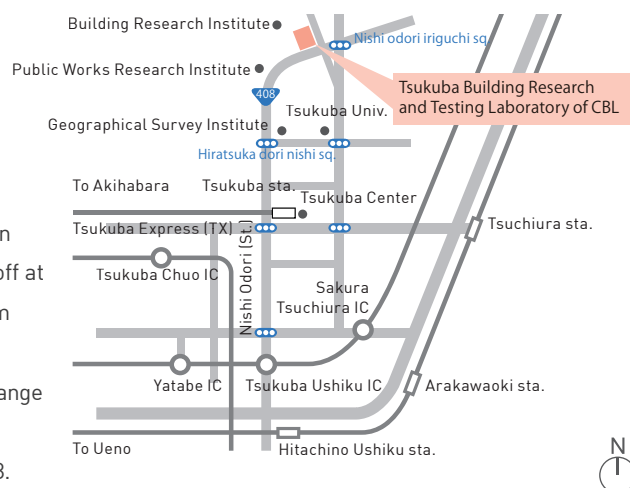 Building Research Institute
Nishi odori iriguchi sq.
Public Works Research Institute
Tsukuba Building Research
and Testing Laboratory of CBL
408
Tsukuba Univ.
Geographical Survey Institute
Hiratsuka dori nishi sq.
To Akihabara
Tsukuba sta.
Tsukuba Center
Tsukuba Express (TX)
Tsuchiura sta.
Nishi Odori (St.)
Tsukuba Chuo IC
Sakura
Tsuchiura IC
Yatabe IC
Tsukuba Ushiku IC
Arakawaoki sta.
To Ueno
Hitachino Ushiku sta.
N
n
off at
ange